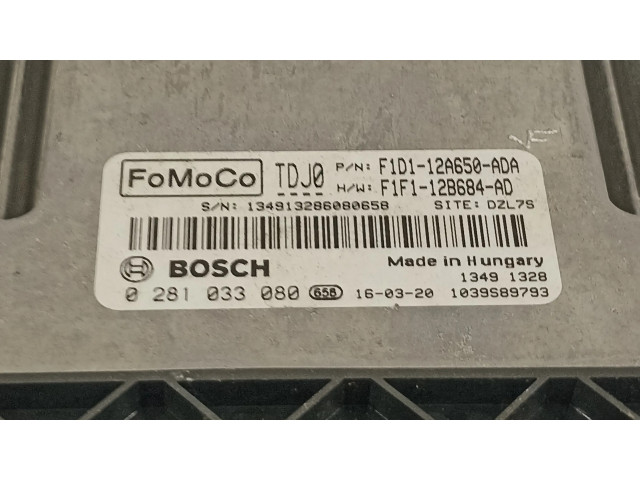 FoMoCo TDJ0 P/N: F1D1-12A650-ADA
H/W: F1F1-12B684-AD
S/N: 134913286080658 SITE: DZL7S
BOSCH Made in Hungary
1349 1328
0 281 033 080 658 16-03-20 1039S89793